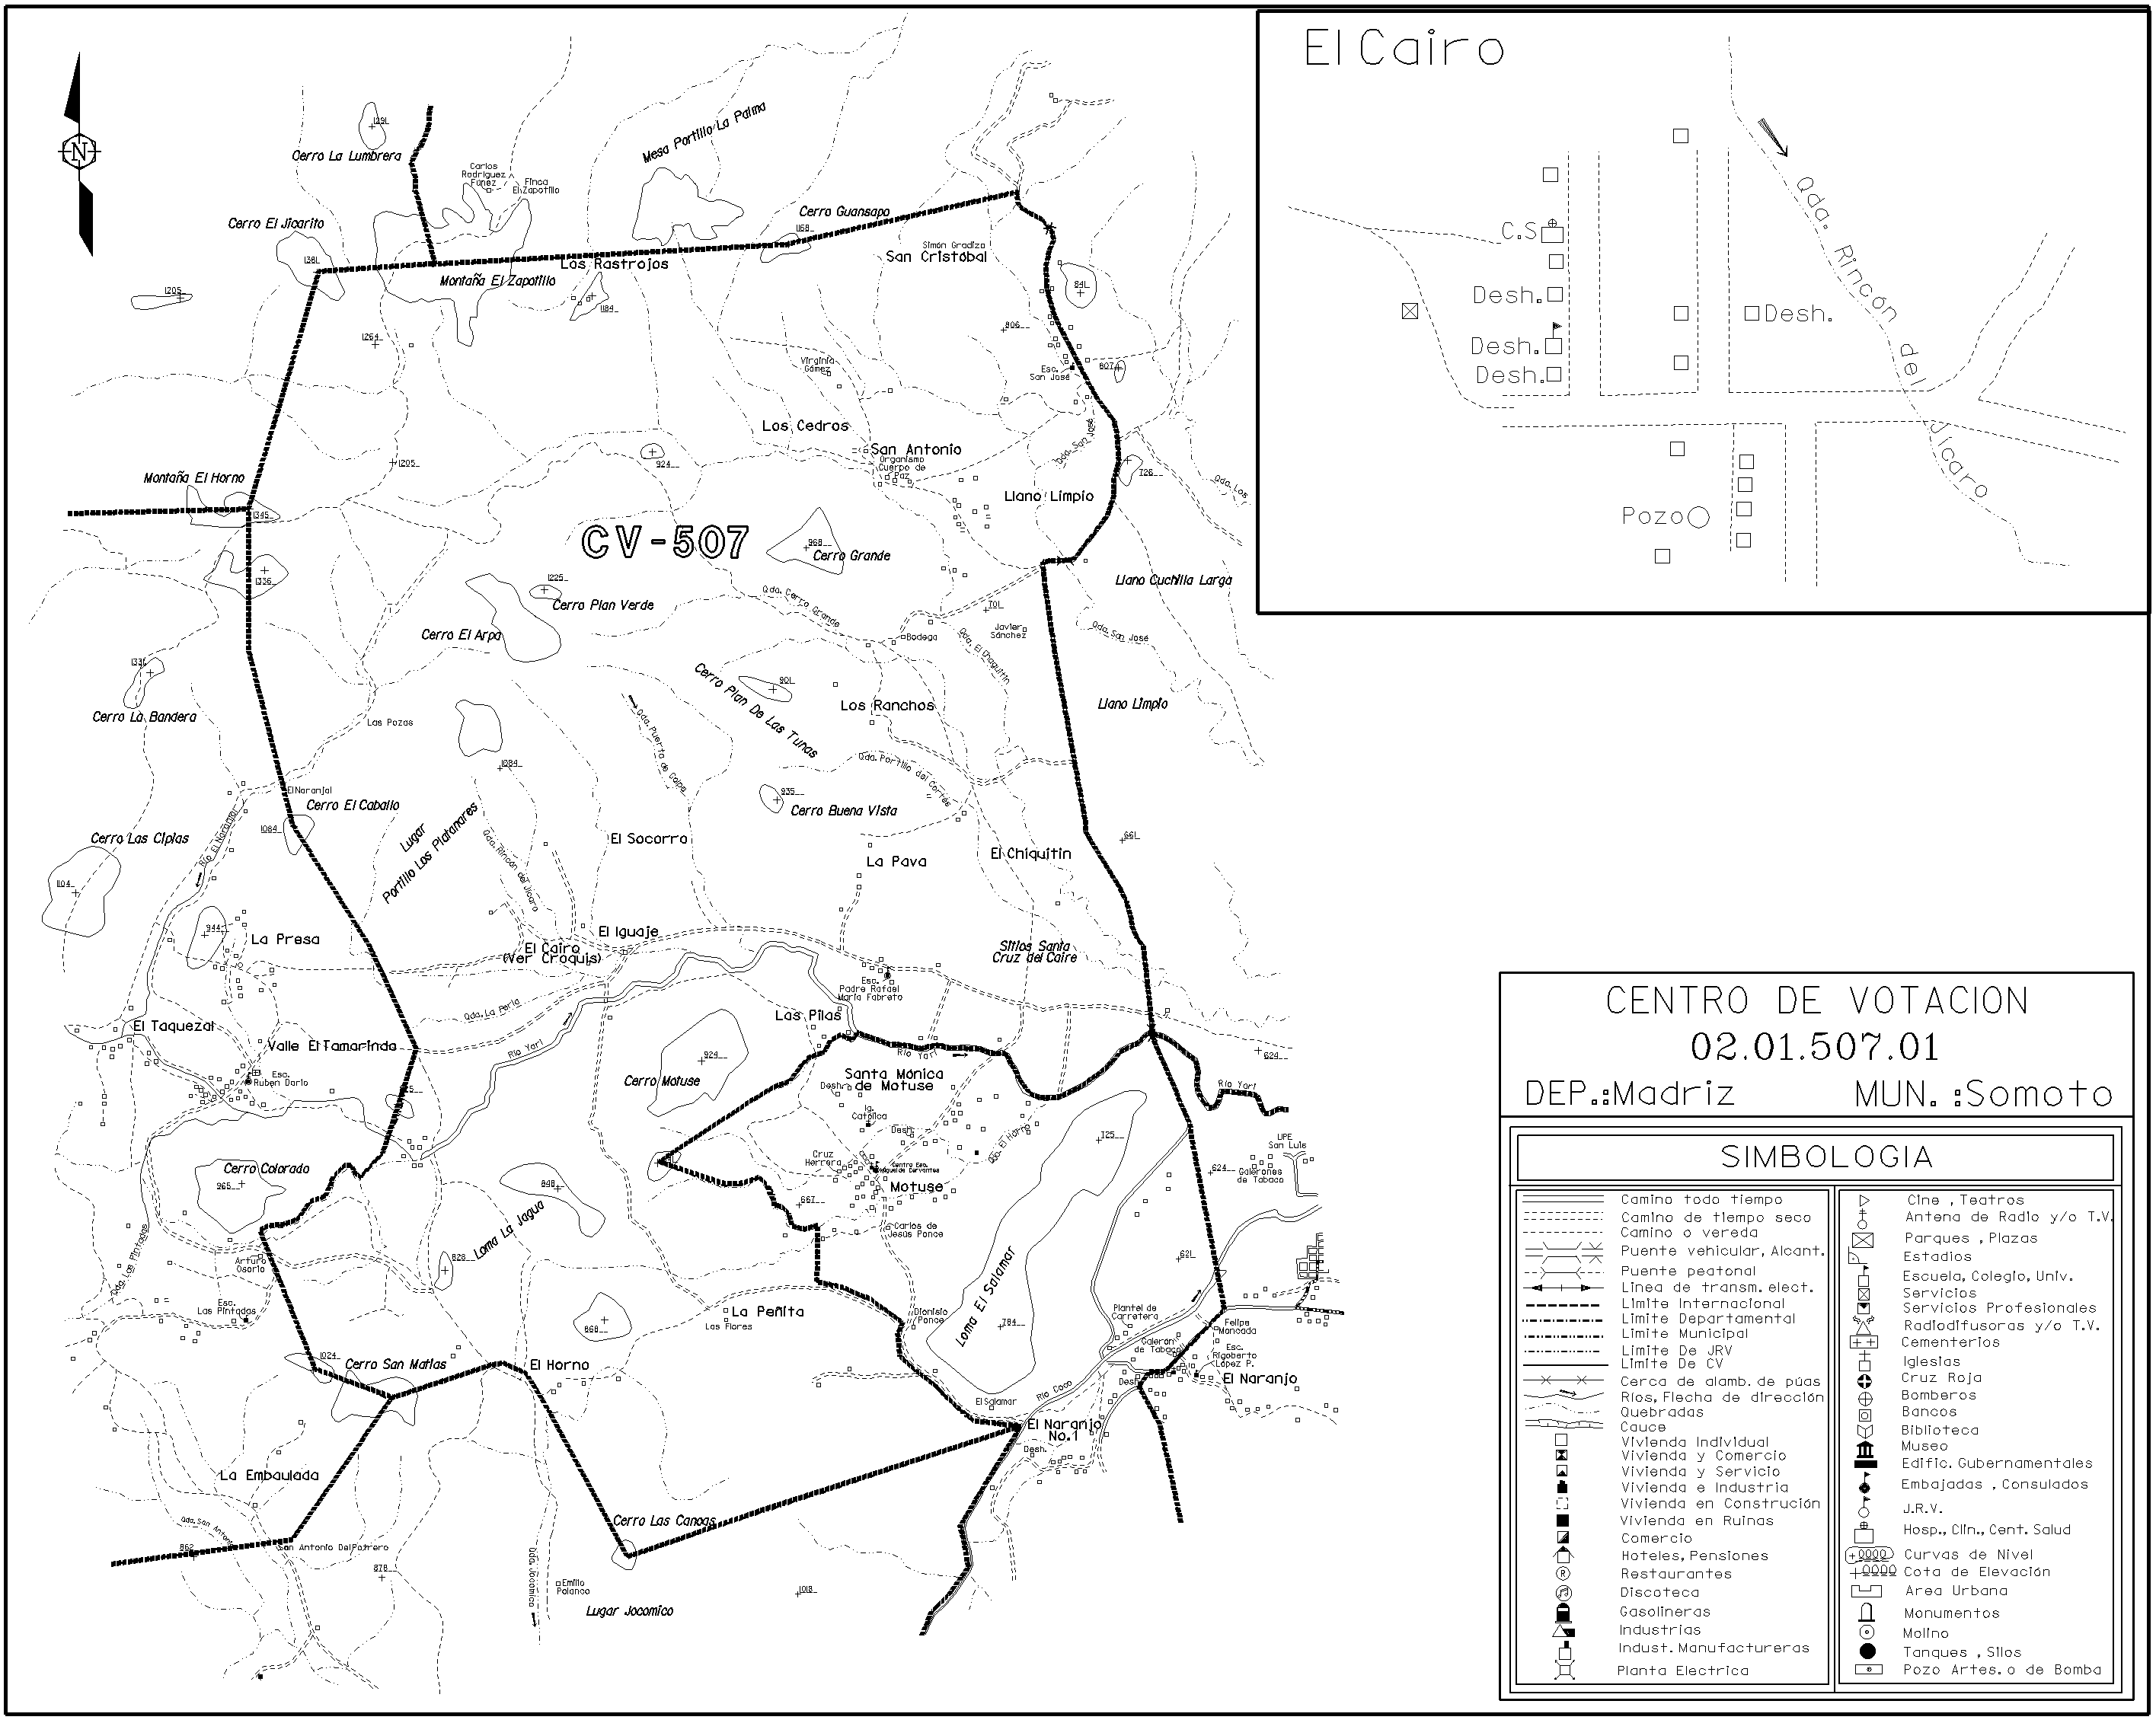 El Cairo
Qda. Rincón del Jícaro
C.S
Desh.
Desh.
Desh.
Desh.
Pozo
N
1291
Cerro La Lumbrera
Carlos
Rodríguez
Fúnez
Finca
El Zapotillo
Mesa Portillo La Palma
Cerro El Jicarito
Cerro Guansapo
1168
1381
Simón Gradiza
San Cristóbal
Los Rastrojos
Montaña El Zapotillo
1205
1184
841
1264
806
Virginia
Gómez
Esc.
San José
807
Los Cedros
Qda. San José
San Antonio
Organismo
Cuerpo de
Paz
924
1205
726
Qda. Los
Montaña El Horno
Llano Limpio
1345
CV-507
968
Cerro Grande
1336
1225
Cerro Plan Verde
Llano Cuchilla Larga
Qda. Cerro Grande
701
Cerro El Arpa
Bodega
Javier
Sánchez
Qda. San José
Qda. El Chaguitín
1331
Cerro Plan De Las Tunas
901
Cerro La Bandera
Las Pozas
Qda. Puerta de Golpe
Los Ranchos
Llano Limpio
1084
Qda. Portillo del Cortés
El Naranjal
Cerro El Caballo
935
Cerro Buena Vista
Cerro Las Ciplas
1064
Río El Naranjal
Lugar
Portillo Los Platanares
Qda. Rincón del Jícaro
El Socorro
661
La Pava
El Chiquitin
1104
944
La Presa
El Iguaje
El Cairo
(Ver Croquis)
Sitios Santa
Cruz del Caire
Esc.
Padre Rafael
María Fabreto
Qda. La Perla
Las Pilas
El Taquezal
Valle El Tamarindo
Río Yarí
Río Yarí
624
924
Esc.
Rubén Darío
Cerro Motuse
Santa Mónica
de Motuse
Desh.
Río Yarí
Ig.
Católica
Desh.
Qda. El Horno
725
UPE
San Luis
Cruz
Herrera
Centro Esc.
Miguel de Cervantes
624
Galerones
de Tabaco
Cerro Colorado
965
848
Motuse
667
Loma La Jagua
Carlos de
Jesús Ponce
Qda. Las Pintadas
Arturo
Osorio
828
621
Loma El Salamar
Esc.
Las Pintadas
La Peñita
Las Flores
Dionisio
Ponce
Plantel de
Carretera
868
784
Felipe
Moncada
Galerón
de Tabaco
Esc.
Rigoberto
López P.
1024
Cerro San Matías
El Horno
Desh.
El Naranjo
Río Coco
El Salamar
El Naranjo
No.1
Desh.
La Embaulada
Cerro Las Canoas
Qda. San Antonio
San Antonio Del Potrero
862
878
Qda. Jocomico
Emilio
Polanco
1018
Lugar Jocomico
CENTRO DE VOTACION
02.01.507.01
DEP.:Madriz MUN. :Somoto
SIMBOLOGIA
Camino todo tiempo
Camino de tiempo seco
Camino o vereda
Puente vehicular, Alcant.
Puente peatonal
Linea de transm. elect.
Limite Internacional
Limite Departamental
Limite Municipal
Limite De JRV
Limite De CV
Cerca de alamb. de púas
Ríos, Flecha de dirección
Quebradas
Cauce
Vivienda Individual
Vivienda y Comercio
Vivienda y Servicio
Vivienda e Industria
Vivienda en Construción
Vivienda en Ruinas
Comercio
Hoteles, Pensiones
Restaurantes
Discoteca
Gasolineras
Industrias
Indust. Manufactureras
Planta Electrica
Cine , Teatros
Antena de Radio y/o T.V.
Parques , Plazas
Estadios
Escuela, Colegio, Univ.
Servicios
Servicios Profesionales
Radiodifusoras y/o T.V.
Cementerios
Iglesias
Cruz Roja
Bomberos
Bancos
Biblioteca
Museo
Edific. Gubernamentales
Embajadas , Consulados
J.R.V.
Hosp., Clin., Cent. Salud
Curvas de Nivel
Cota de Elevación
Area Urbana
Monumentos
Molino
Tanques , Silos
Pozo Artes. o de Bomba